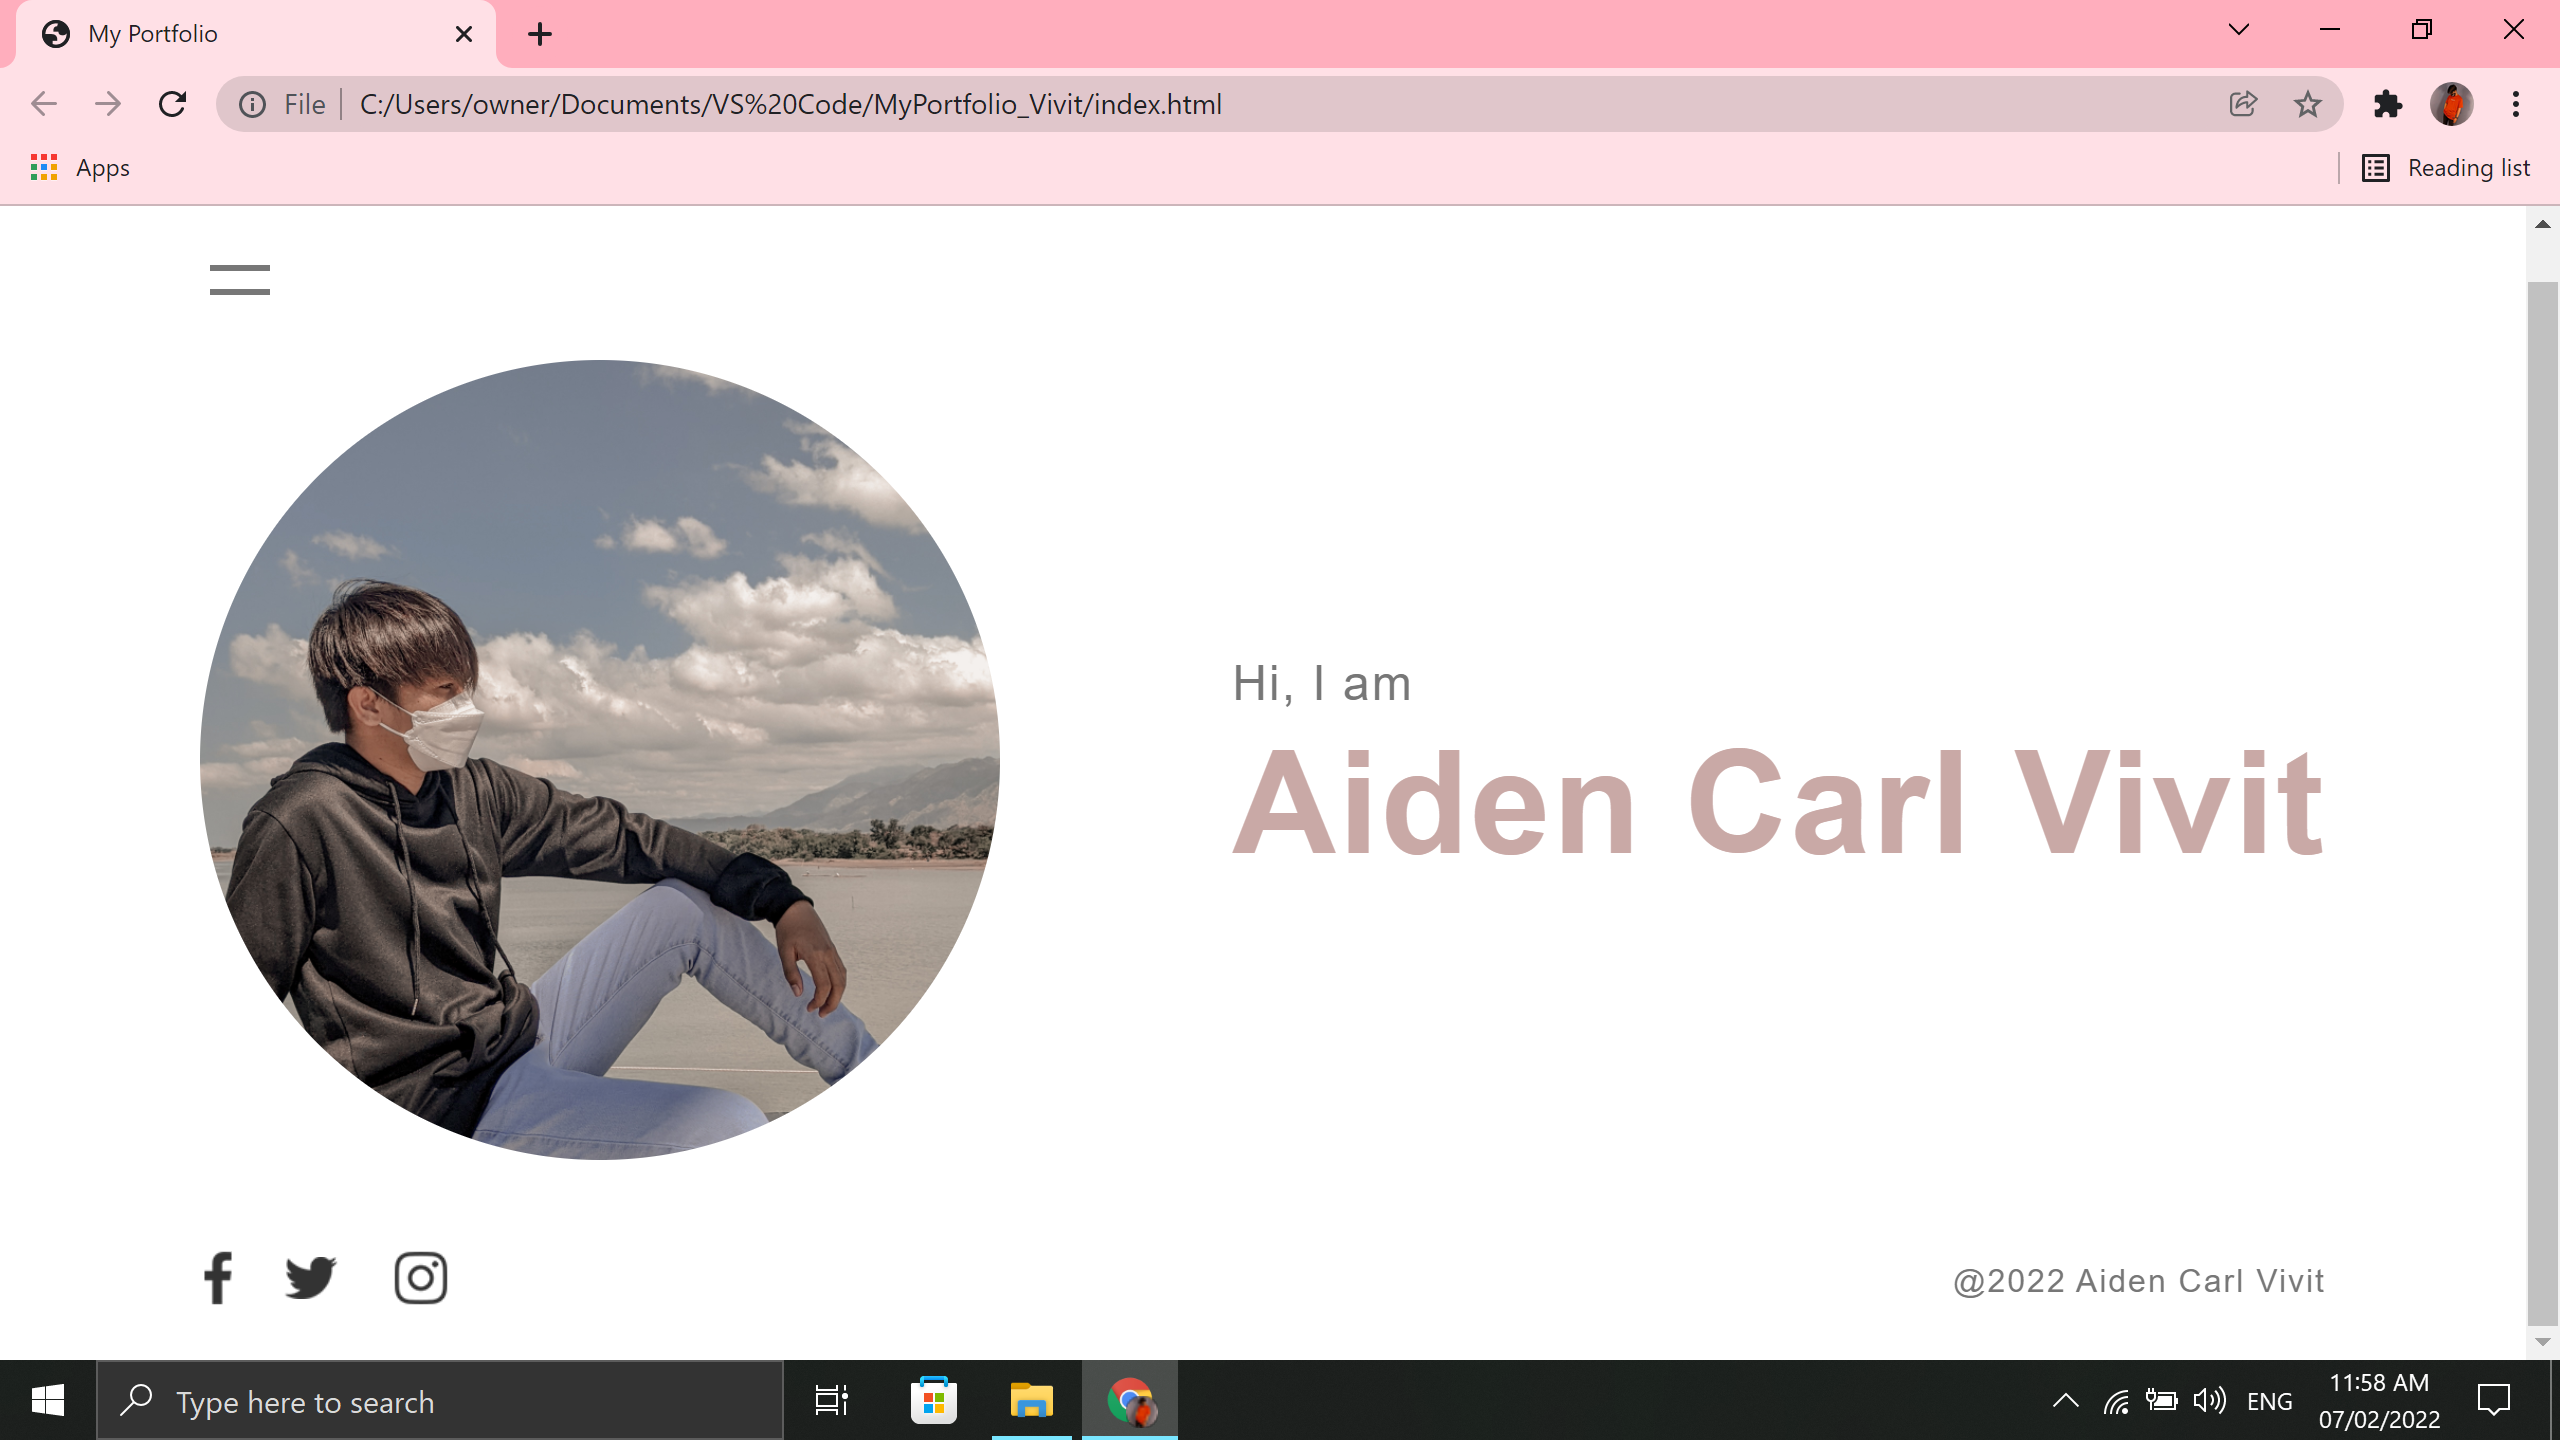 My Portfolio
File
C:/Users/owner/Documents/VS%20Code/MyPortfolio_Vivit/index.html
Apps
Reading list
Hi, I am
Aiden Carl Vivit
@2022 Aiden Carl Vivit
Type here to search
ENG
11:58 AM
07/02/2022